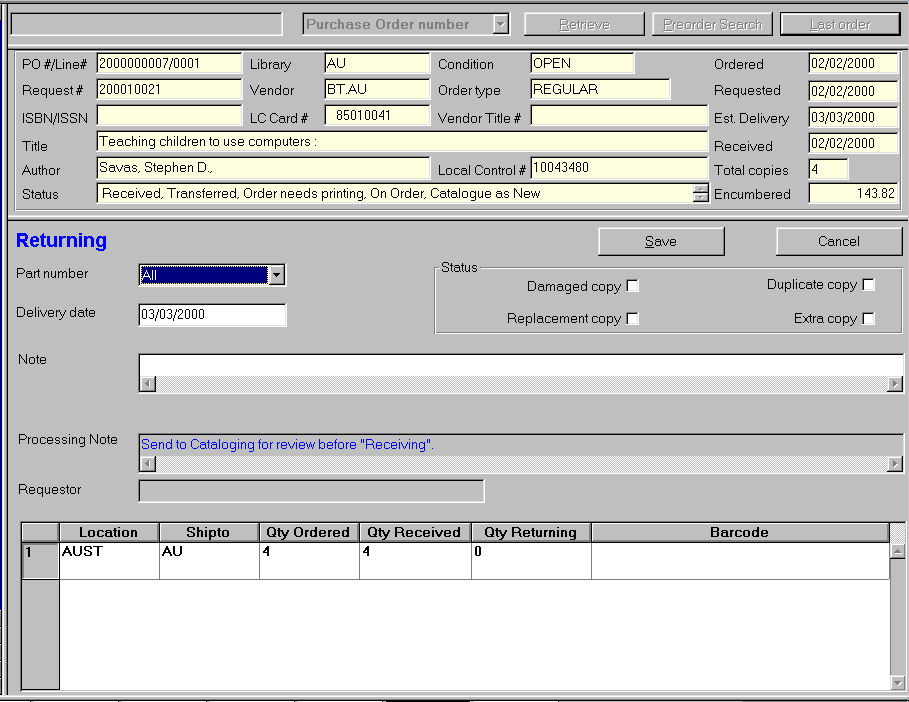 Purchase Order number Retrieve Preorder Search Last order
PO #/Line# 2000000007/0001 Library AU Condition OPEN Ordered 02/02/2000
Request # 200010021 Vendor BT.AU Order type REGULAR Requested 02/02/2000
ISBN/ISSN LC Card # 85010041 Vendor Title # Est. Delivery 03/03/2000
Title Teaching children to use computers : Received 02/02/2000
Author Savas, Stephen D., Local Control # 10043480 Total copies 4
Status Received, Transferred, Order needs printing, On Order, Catalogue as New Encumbered 143.82
Returning Save Cancel
Part number All Status
Damaged copy Duplicate copy
Delivery date 03/03/2000 Replacement copy Extra copy
Note
Processing Note Send to Cataloging for review before "Receiving".
Requestor
Location Shipto Qty Ordered Qty Received Qty Returning Barcode
1 AUST AU 4 4 0